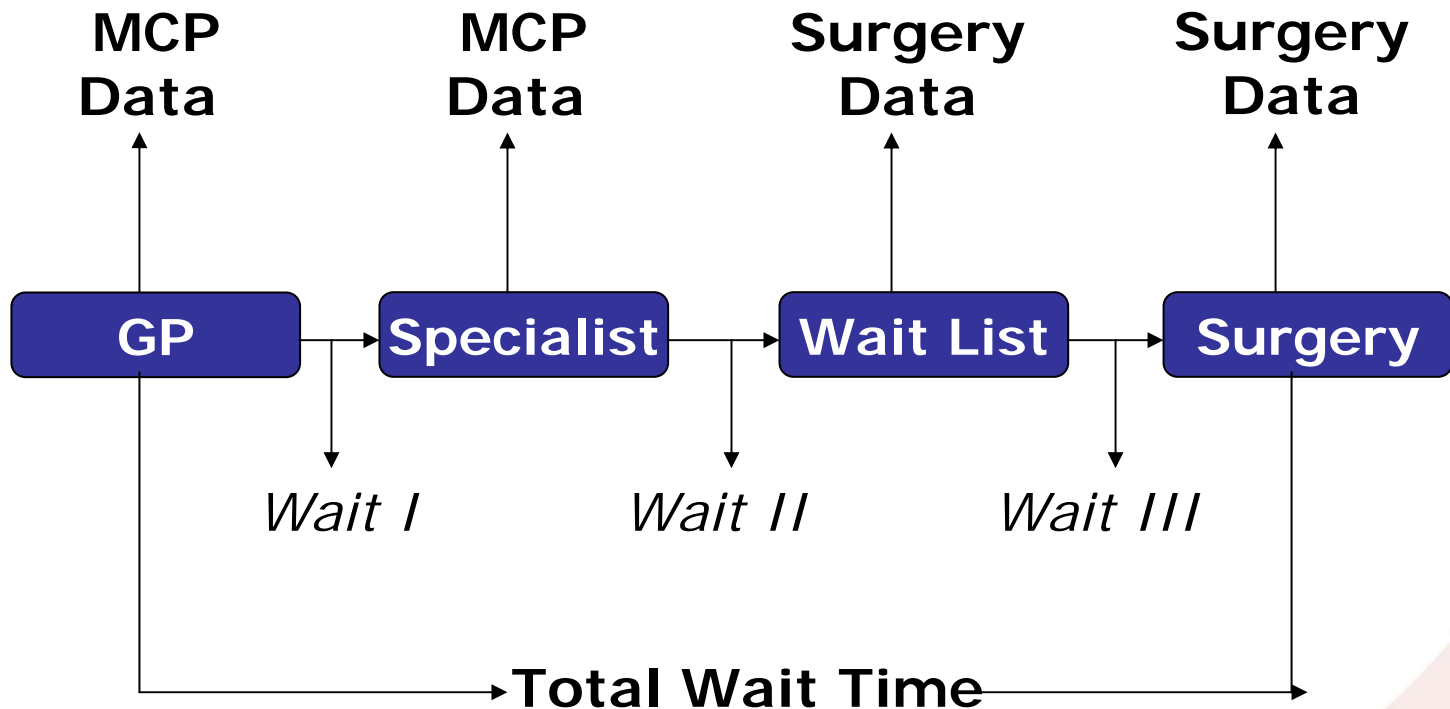 MCP
Data
MCP
Data
Surgery
Data
Surgery
Data
GP
Specialist
Wait List
Surgery
Wait I
Wait II
Wait III
Total Wait Time